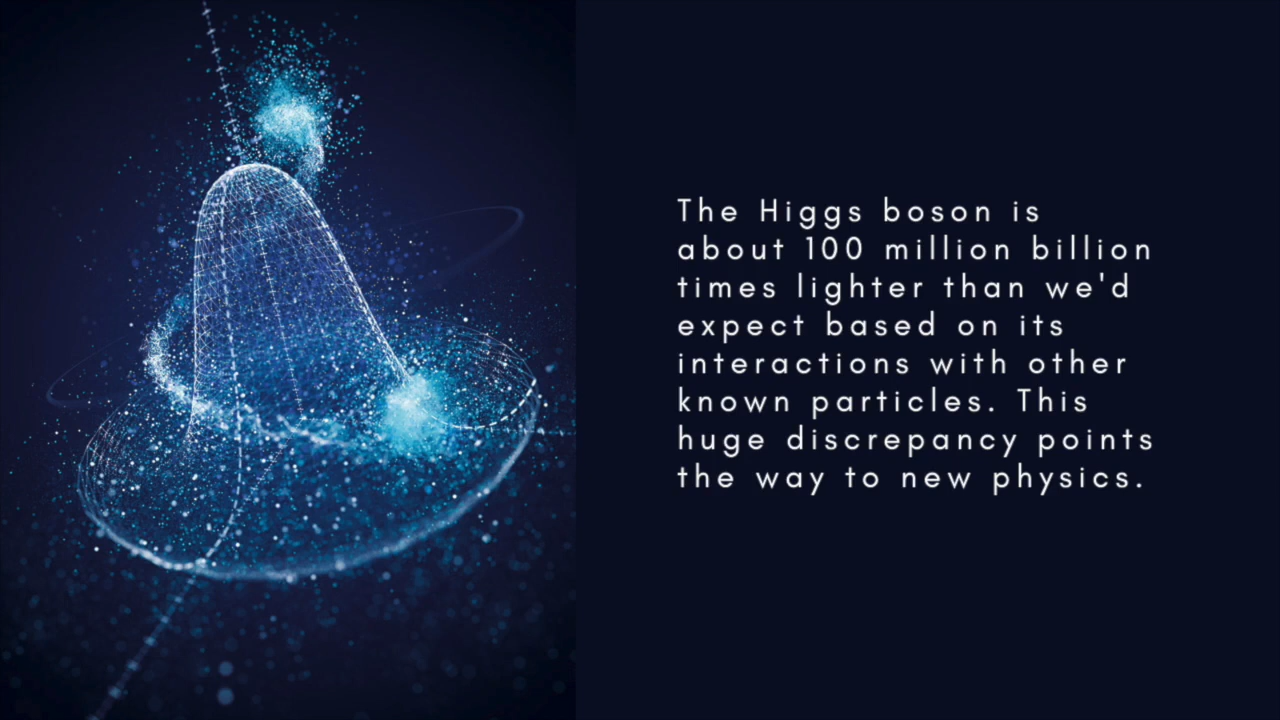 The Higgs boson is
about 100 million billion
times lighter than we'd
expect based on its
interactions with other
known particles. This
huge discrepancy points
the way to new physics.